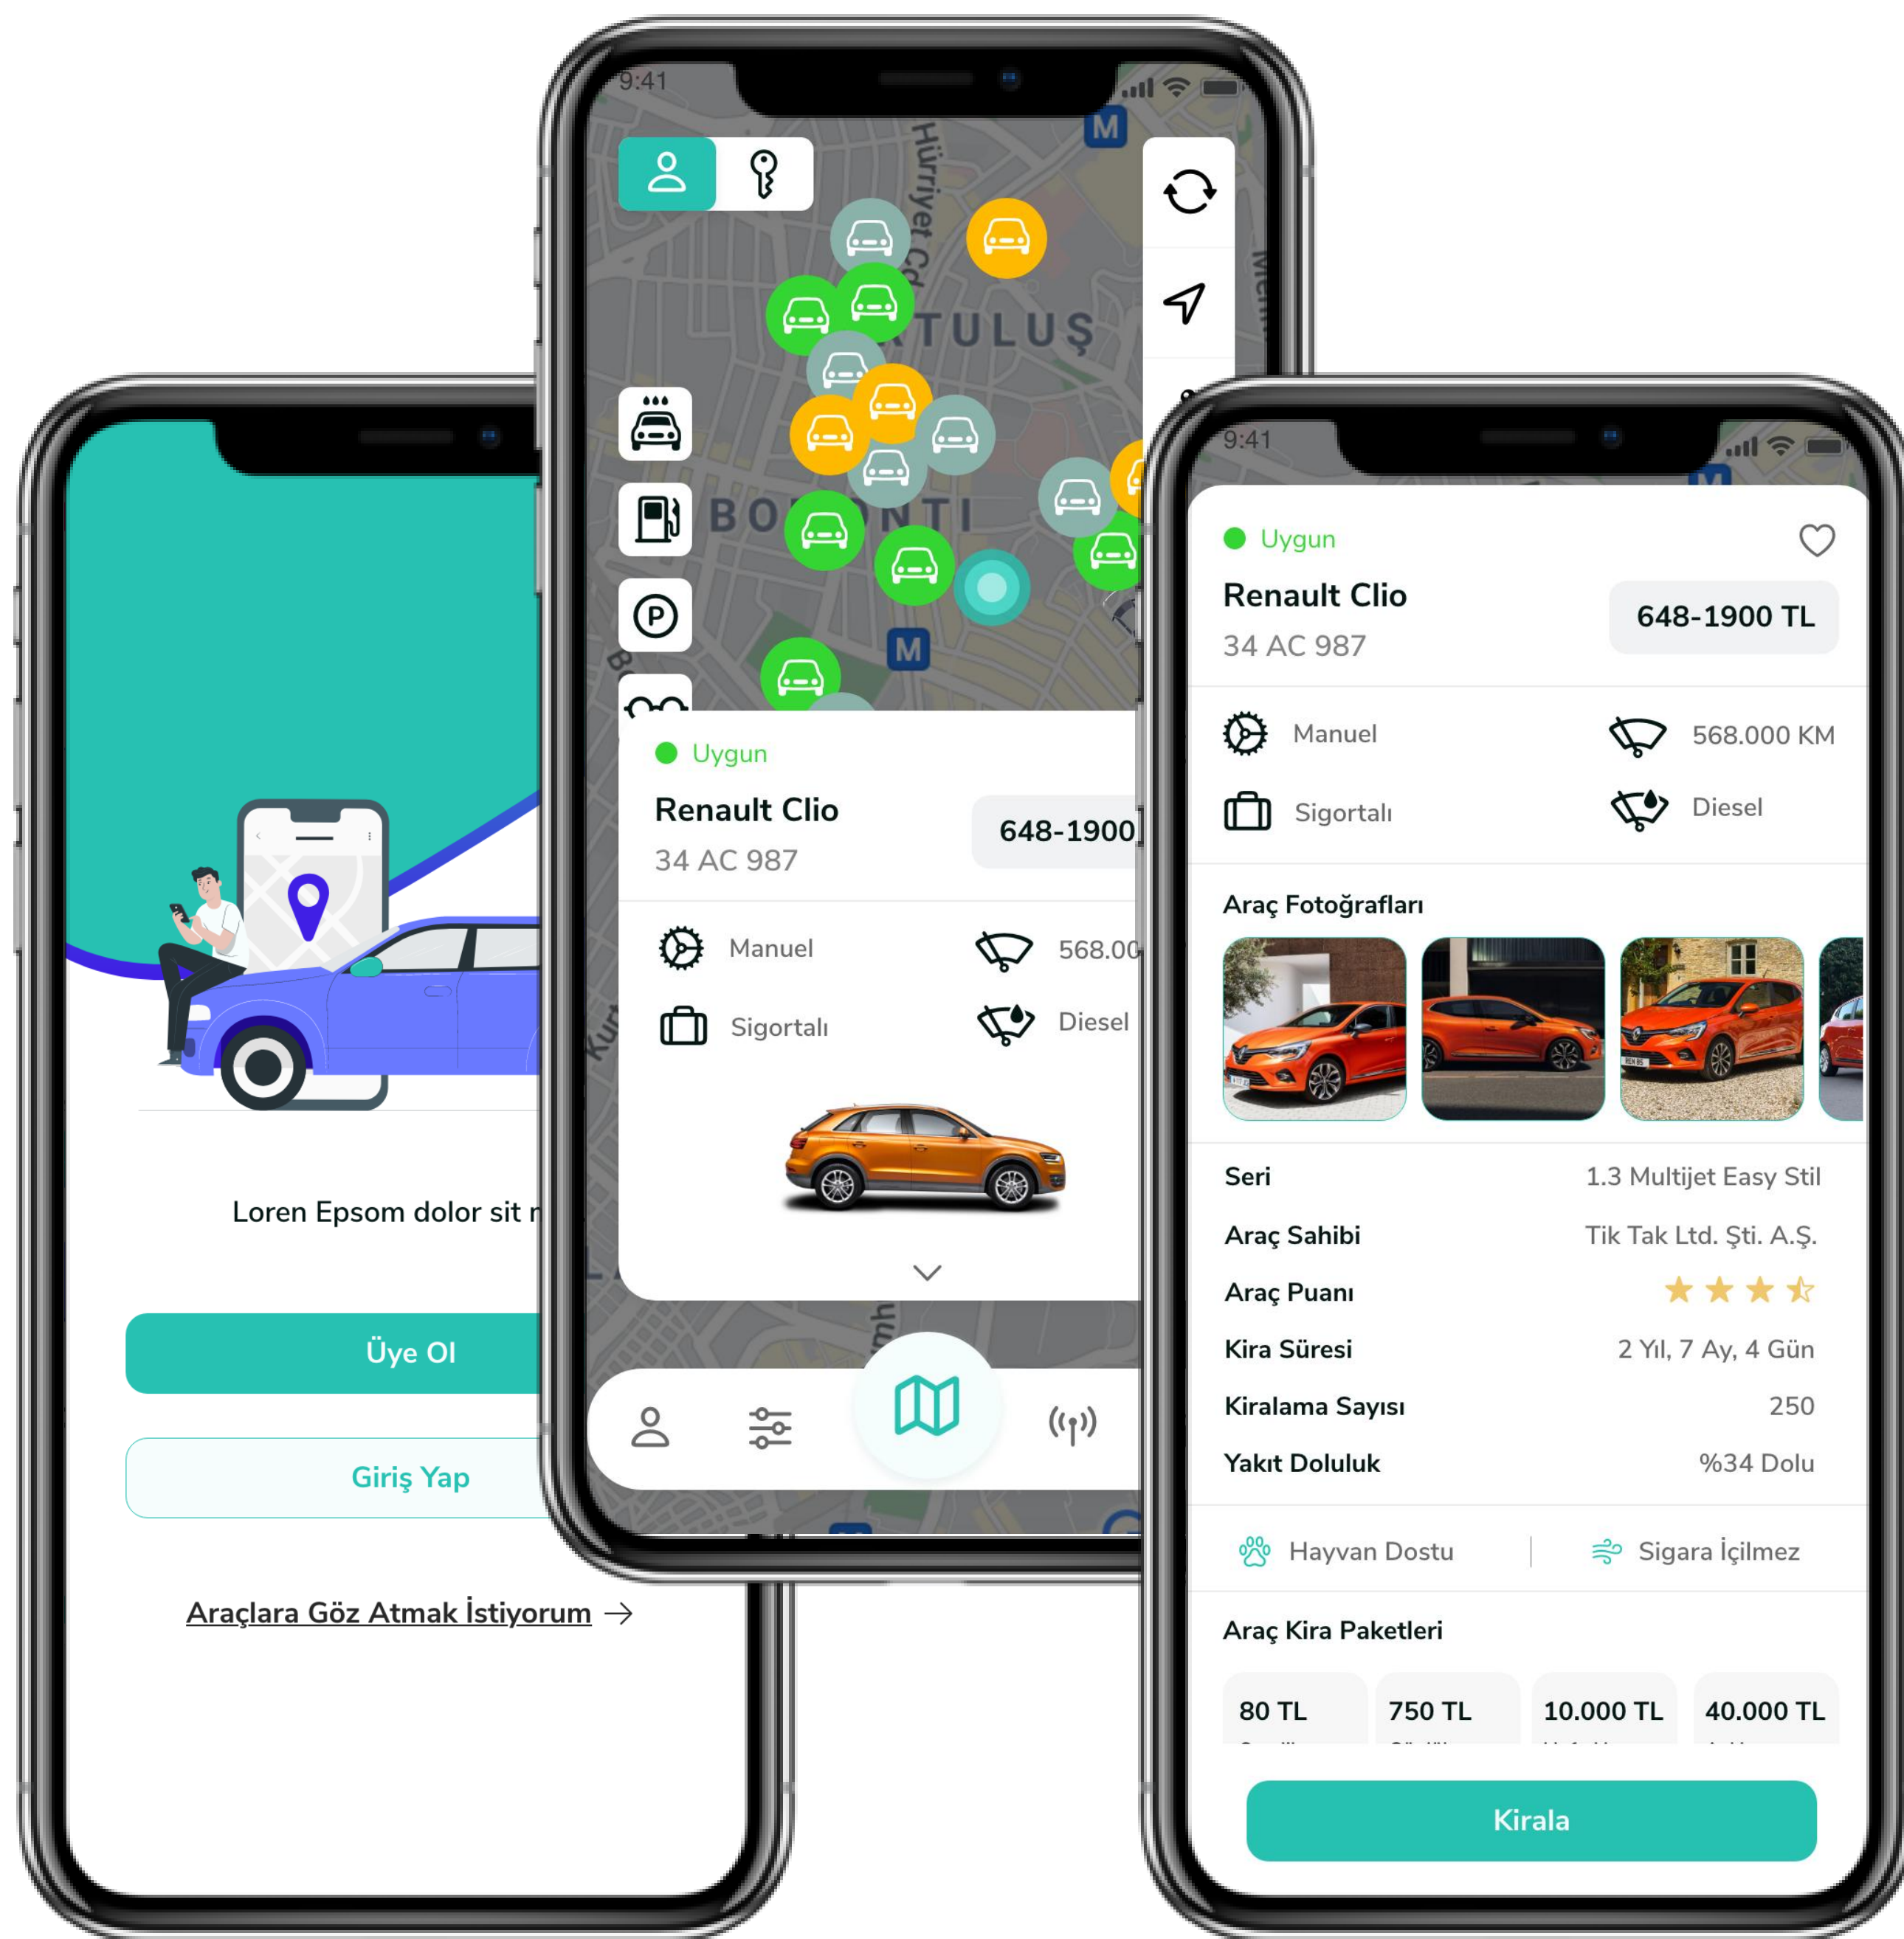 Loren Epsom dolor sit
Üye Ol
Giriş Yap
Araçlara Göz Atmak İstiyorum
9:41
M
Hürriyet Cd
TULUŞ
P
M
Uygun
Renault Clio
648-1900
34 AC 987
Manuel
568.00
Sigortalı
Diesel
9:41
Uygun
Renault Clio
648-1900 TL
34 AC 987
Manuel
568.000 KM
Sigortalı
Diesel
Araç Fotoğrafları
Seri
1.3 Multijet Easy Stil
Araç Sahibi
Tik Tak Ltd. Şti. A.Ş.
Araç Puanı
Kira Süresi
2 Yıl, 7 Ay, 4 Gün
Kiralama Sayısı
250
Yakıt Doluluk
%34 Dolu
Hayvan Dostu
Sigara İçilmez
Araç Kira Paketleri
80 TL
750 TL
10.000 TL
40.000 TL
Kirala